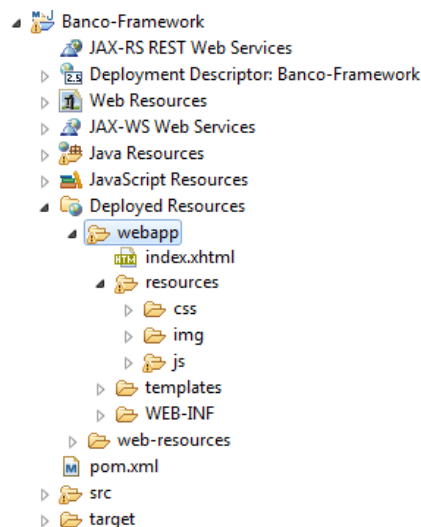 Banco-Framework
JAX-RS REST Web Services
Deployment Descriptor: Banco-Framework
Web Resources
JAX-WS Web Services
Java Resources
JavaScript Resources
Deployed Resources
webapp
index.xhtml
resources
css
img
js
templates
WEB-INF
web-resources
pom.xml
src
target